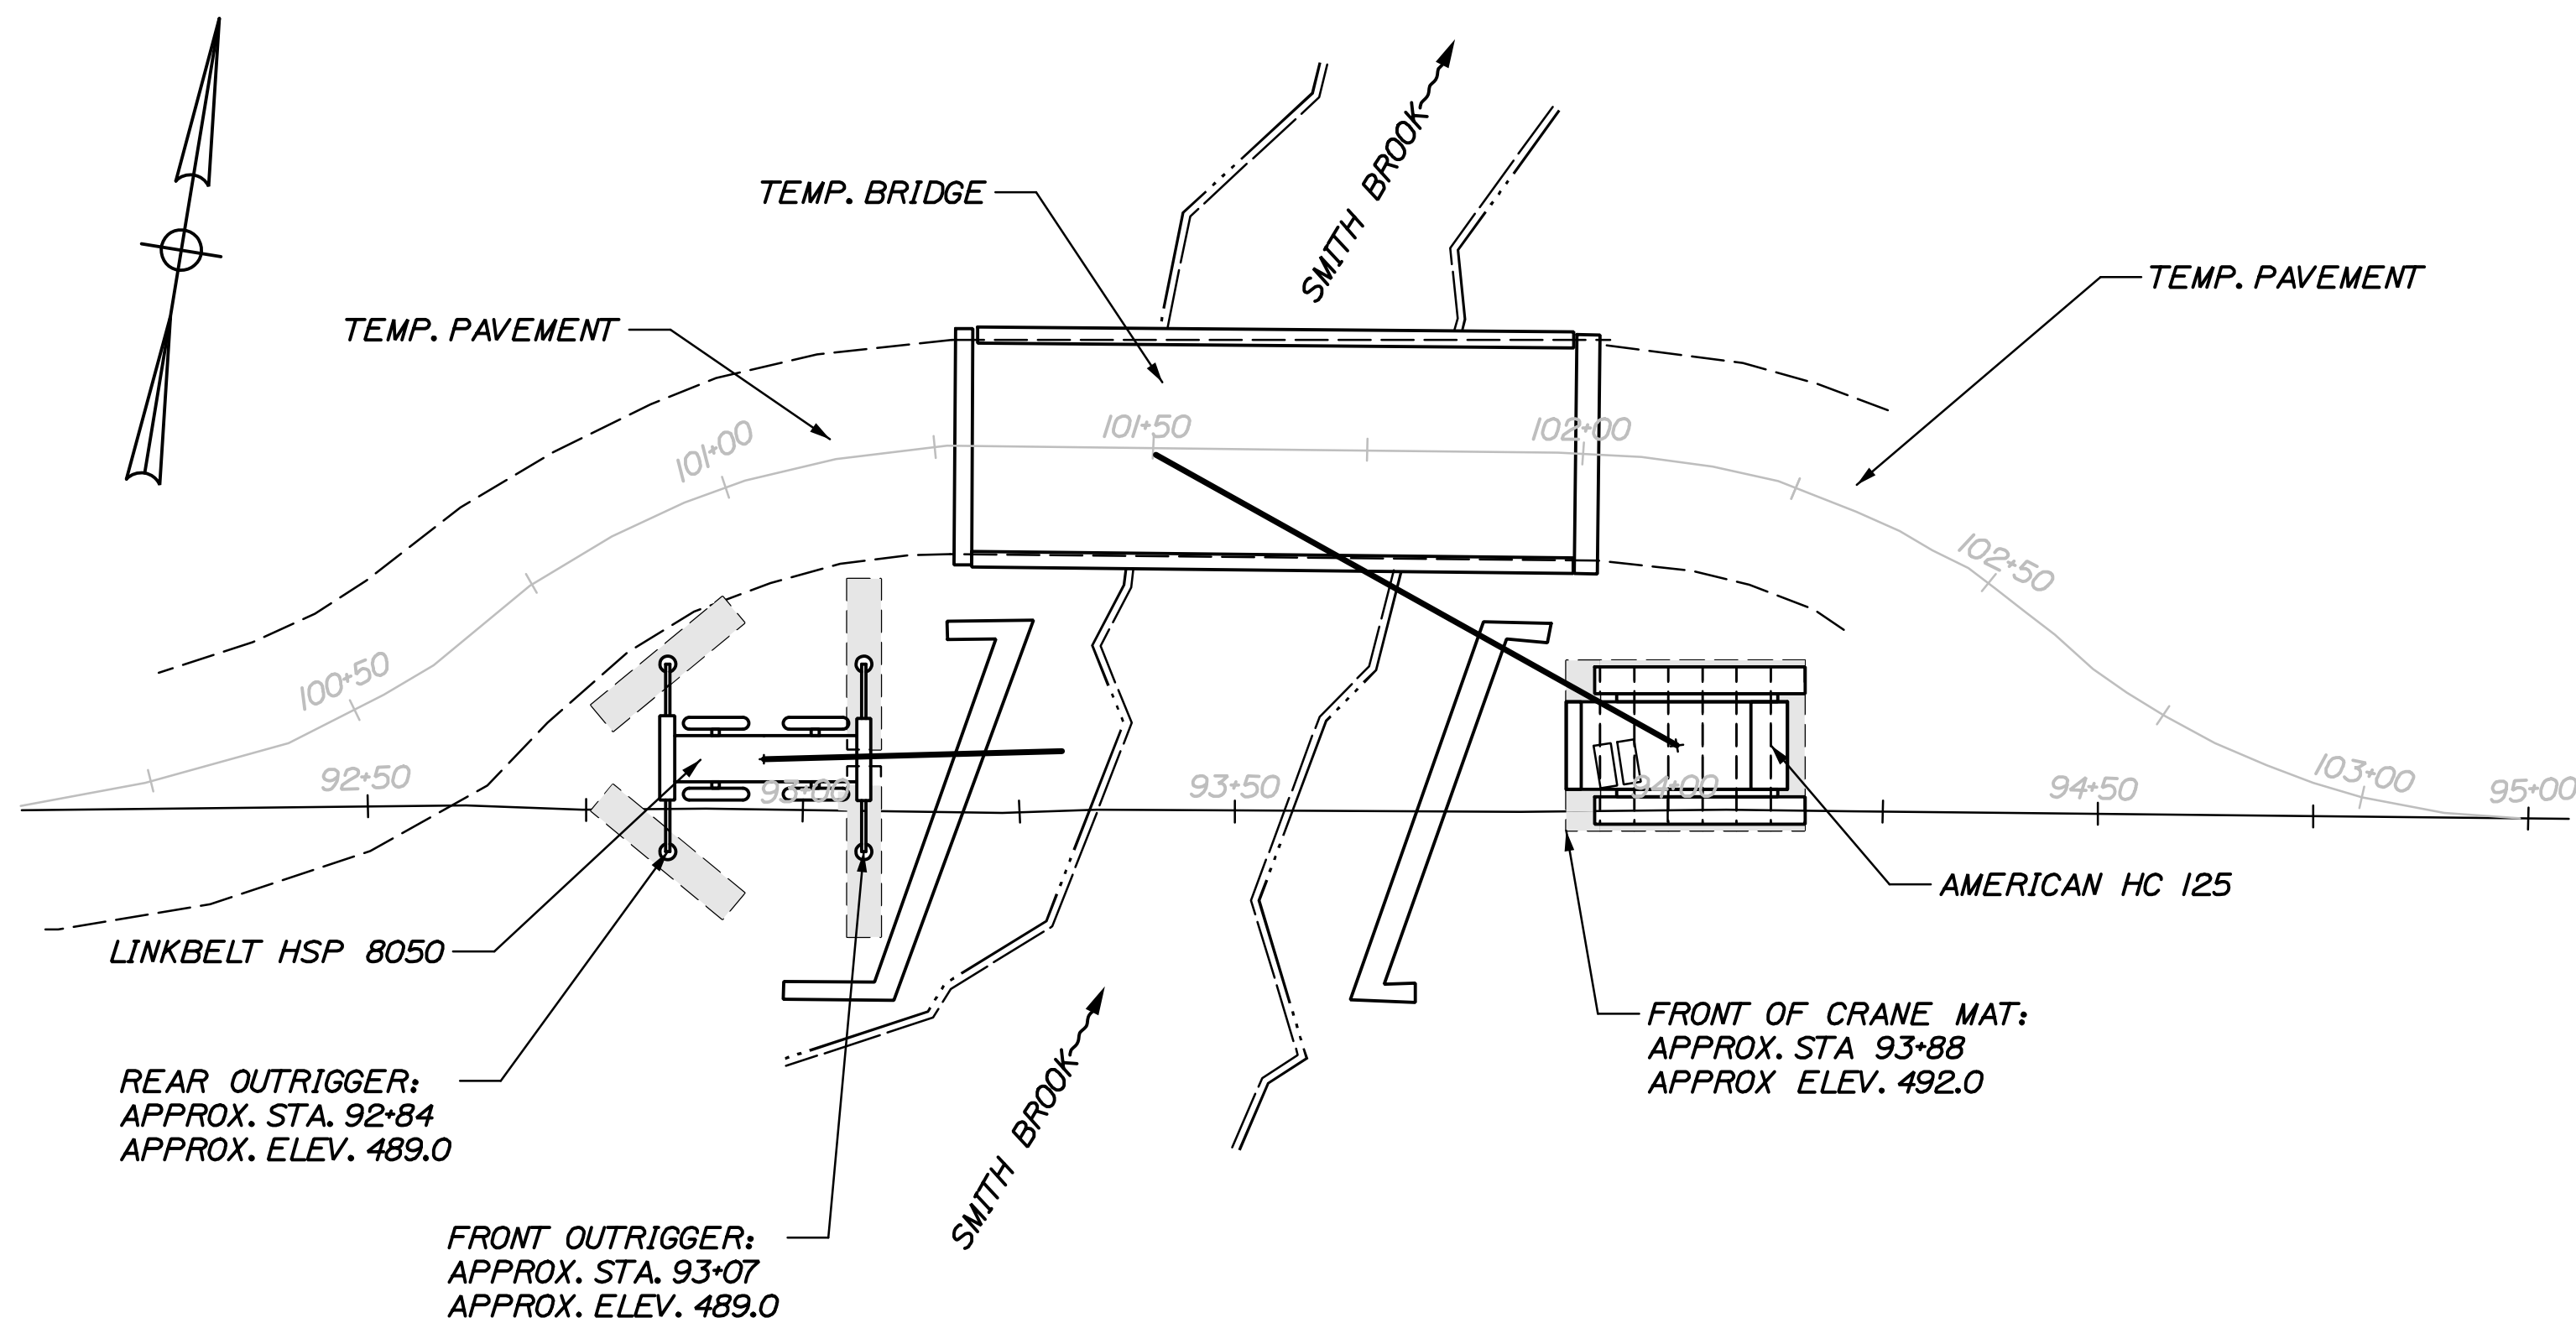 SMITH BROOK
TEMP. BRIDGE
TEMP. PAVEMENT
TEMP. PAVEMENT
101+50
102+00
101+00
102+50
100+50
92+50
93+00
93+50
94+00
94+50
103+00
95+00
AMERICAN HC 125
LINKBELT HSP 8050
FRONT OF CRANE MAT:
APPROX. STA 93+88
APPROX ELEV. 492.0
REAR OUTRIGGER:
APPROX. STA. 92+84
APPROX. ELEV. 489.0
SMITH BROOK
FRONT OUTRIGGER:
APPROX. STA. 93+07
APPROX. ELEV. 489.0